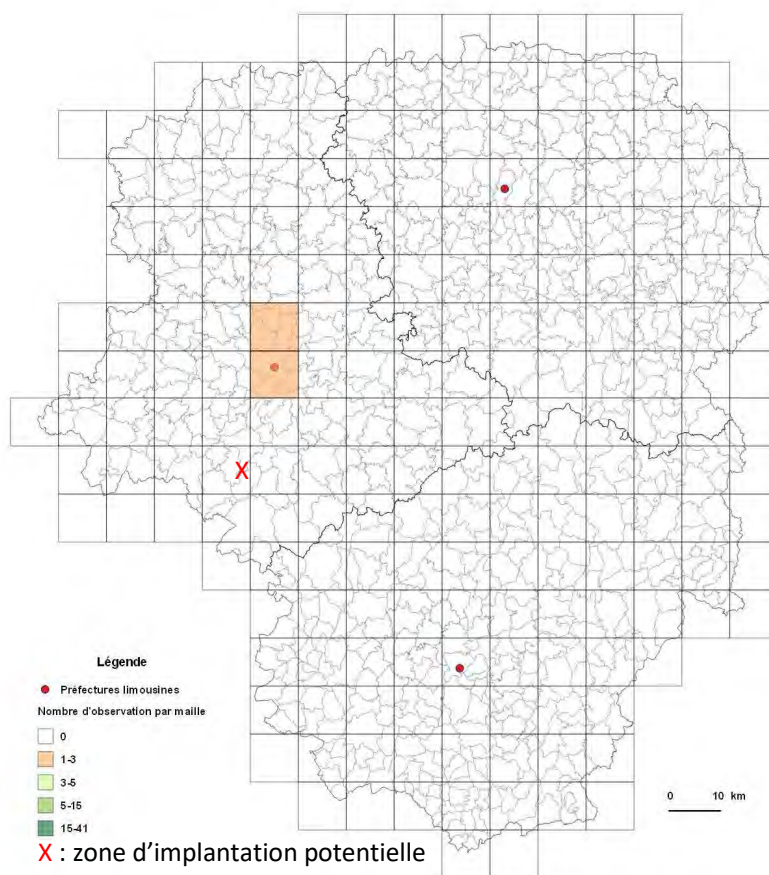 X
Légende
Préfectures limousines
Nombre d'observation par maille
0
1-3
3-5
5-15
15-41
0 10 km
X : zone d'implantation potentielle